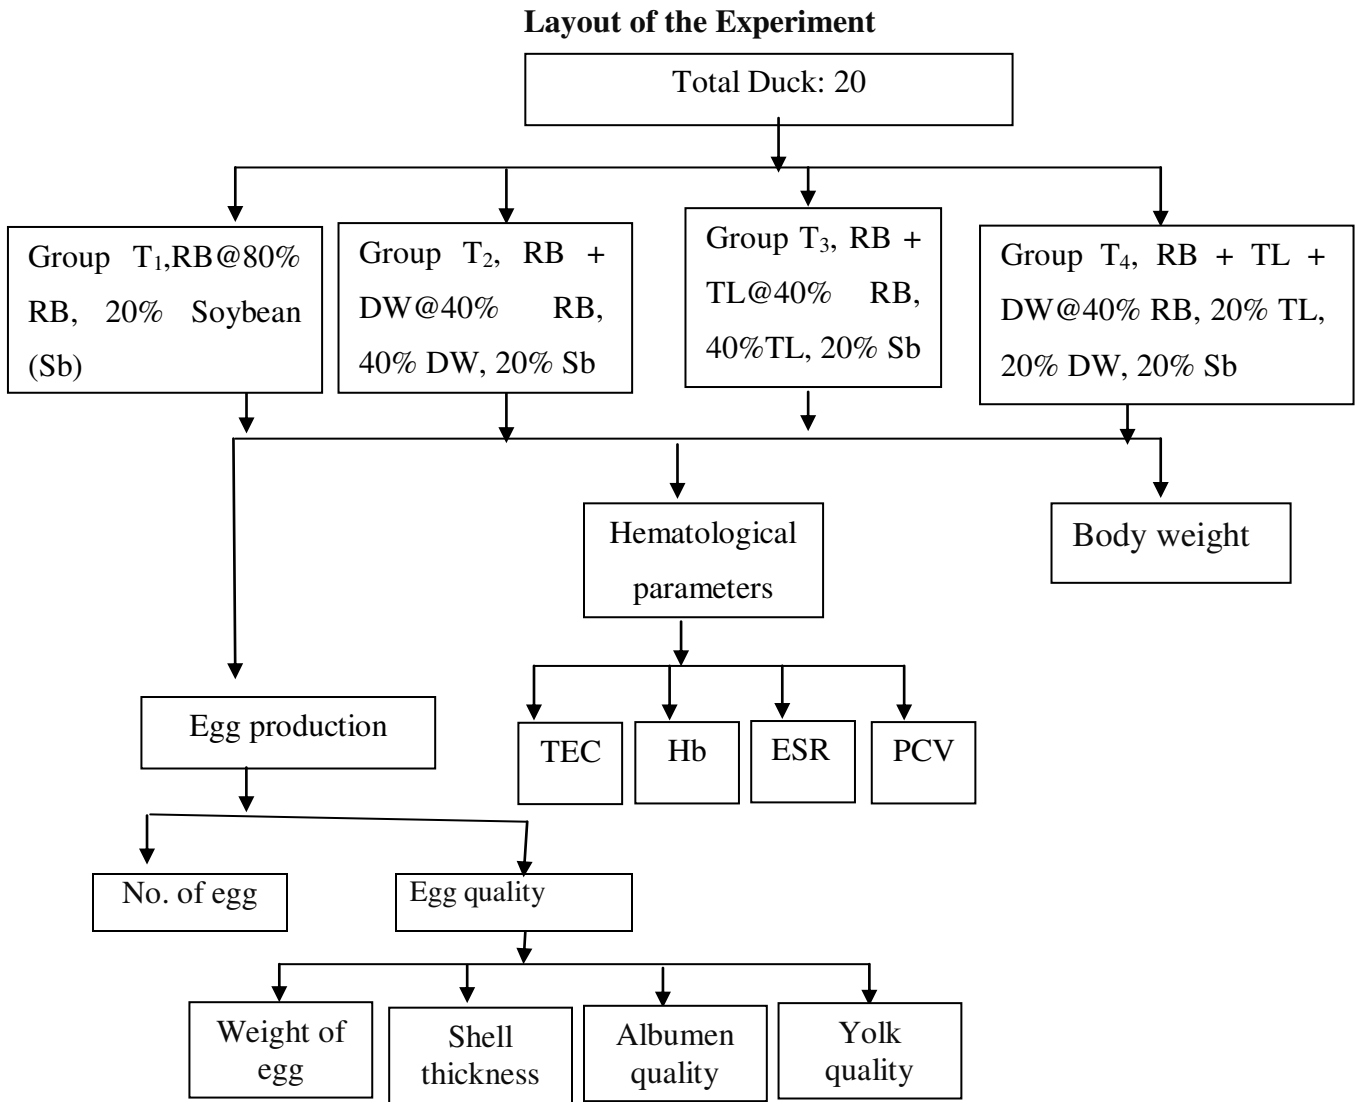 Layout of the Experiment
Total Duck: 20
Group T₁,RB@80%
RB, 20% Soybean
(Sb)
Group T₂, RB +
DW@40% RB,
40% DW, 20% Sb
Group T₃, RB +
TL@40% RB,
40%TL, 20% Sb
Group T₄, RB + TL +
DW@40% RB, 20% TL,
20% DW, 20% Sb
Hematological
parameters
Body weight
Egg production
TEC
Hb
ESR
PCV
No. of egg
Egg quality
Weight of
egg
Shell
thickness
Albumen
quality
Yolk
quality